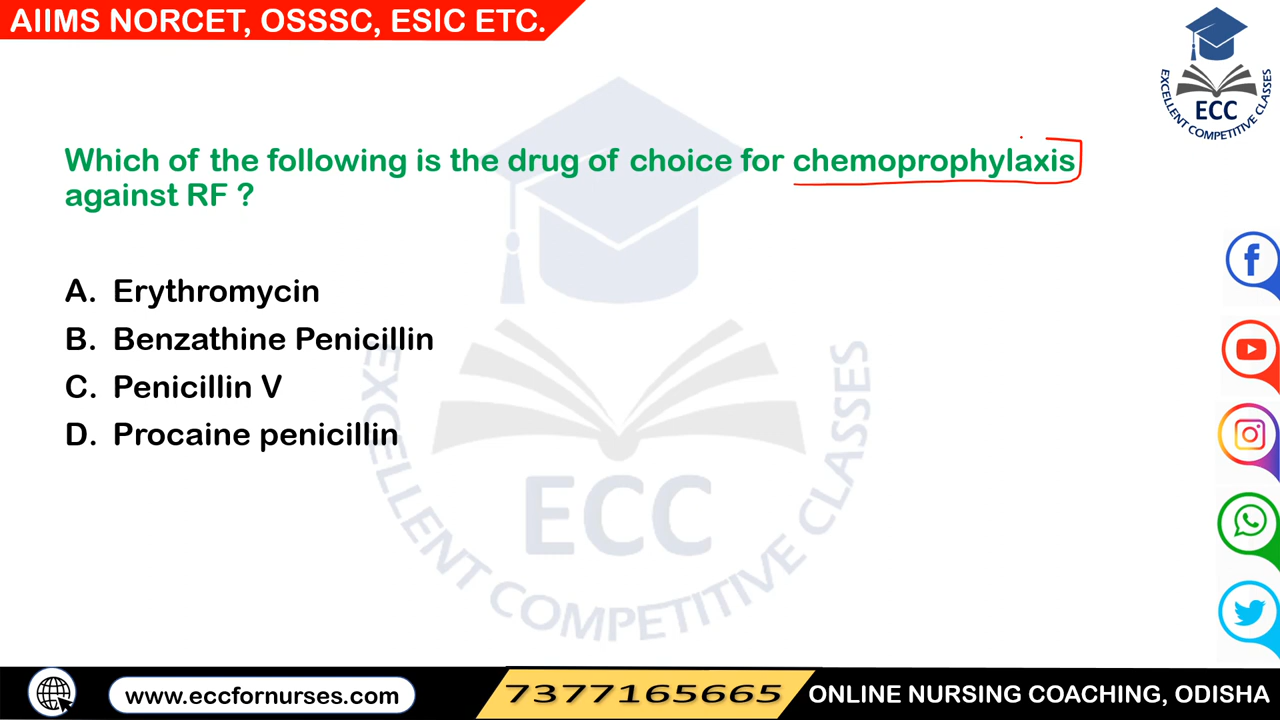 AIIMS NORCET, OSSSC, ESIC ETC.
EXCELLENT COMPETITIVE CLASSES
ECC
Which of the following is the drug of choice for chemoprophylaxis
against RF ?
A. Erythromycin
B. Benzathine Penicillin
C. Penicillin V
D. Procaine penicillin
EXCELLENT COMPETITIVE CLASSES
ECC
www.eccfornurses.com
7377165665
ONLINE NURSING COACHING, ODISHA